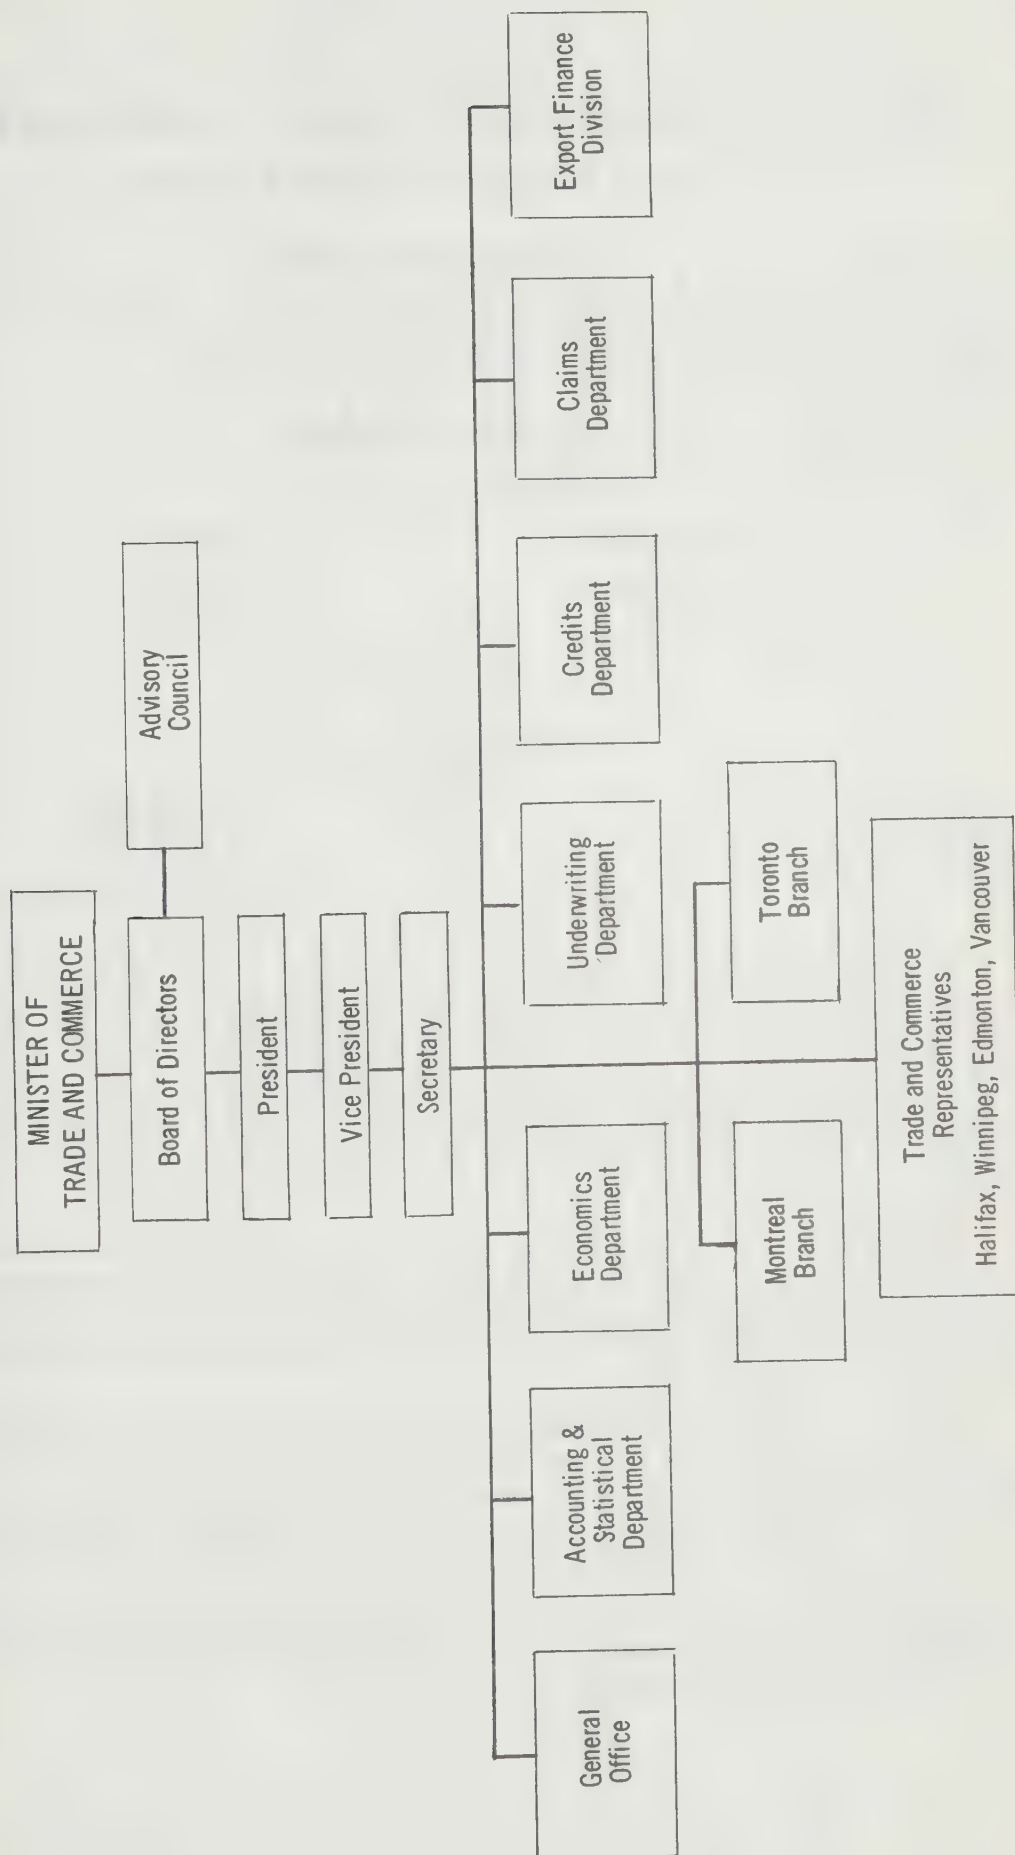 MINISTER OF
TRADE AND COMMERCE
Board of Directors
Advisory
Council
President
Vice President
Secretary
General
Office
Accounting &
Statistical
Department
Economics
Department
Underwriting
Department
Credits
Department
Claims
Department
Export Finance
Division
Montreal
Branch
Toronto
Branch
Trade and Commerce
Representatives
Halifax, Winnipeg, Edmonton, Vancouver